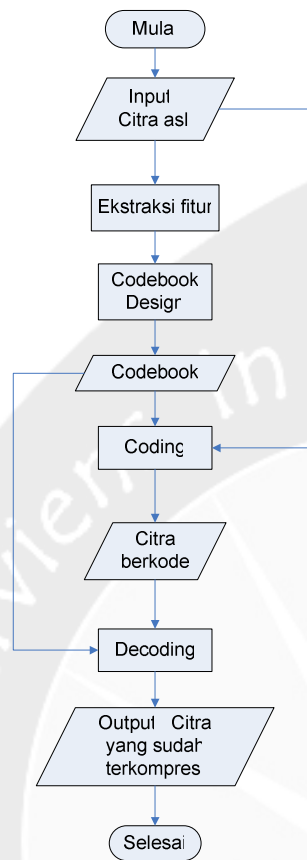 Mula
Input
Citra asl
Ekstraksi fitur
Codebook
Design
Codebook
Coding
Citra
berkode
Decoding
Output Citra
yang sudah
terkompres
Selesai